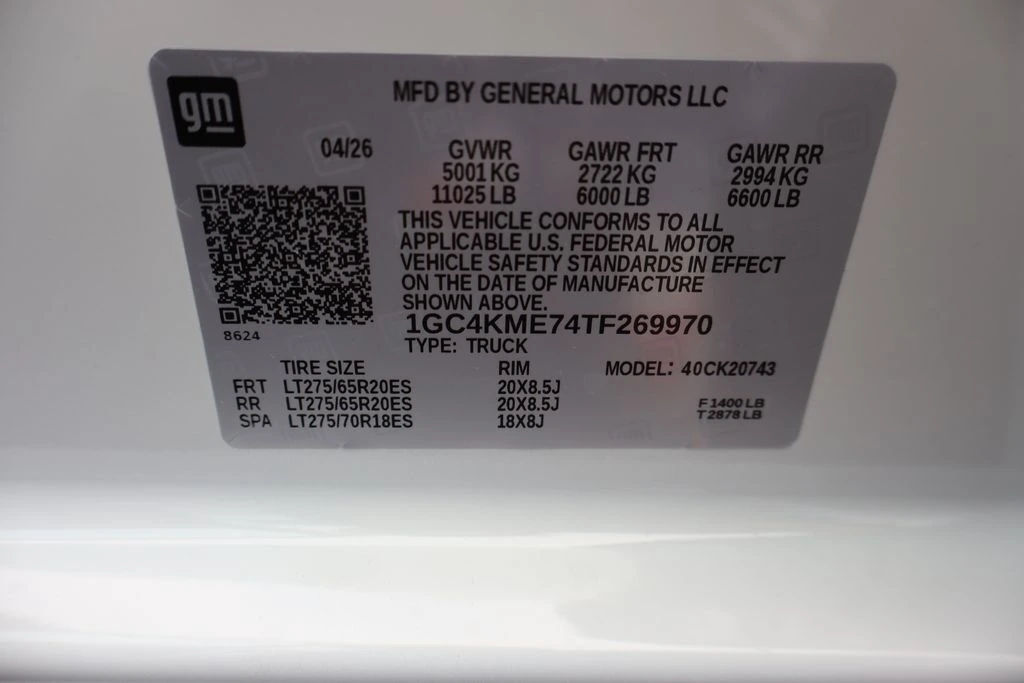 gm
MFD BY GENERAL MOTORS LLC
04/26 GVWR GAWR FRT GAWR RR
5001 KG 2722 KG 2994 KG
11025 LB 6000 LB 6600 LB
THIS VEHICLE CONFORMS TO ALL
APPLICABLE U.S. FEDERAL MOTOR
VEHICLE SAFETY STANDARDS IN EFFECT
ON THE DATE OF MANUFACTURE
SHOWN ABOVE.
8624
1GC4KME74TF269970
TYPE: TRUCK
TIRE SIZE RIM MODEL: 40CK20743
FRT LT275/65R20ES 20X8.5J
RR LT275/65R20ES 20X8.5J F 1400 LB
SPA LT275/70R18ES 18X8J T 2878 LB